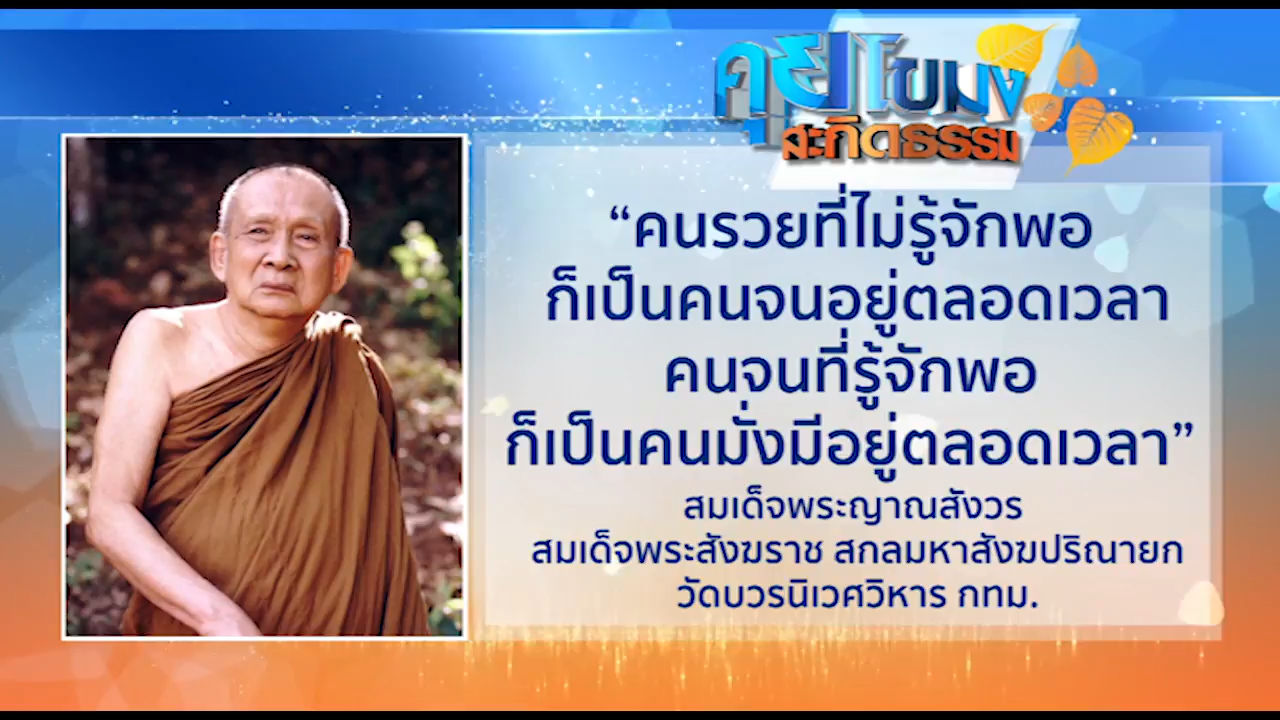 คุยโขมง
สะกิดธรรม
“คนรวยที่ไม่รู้จักพอ
ก็เป็นคนจนอยู่ตลอดเวลา
คนจนที่รู้จักพอ
ก็เป็นคนมั่งมีอยู่ตลอดเวลา”
สมเด็จพระญาณสังวร
สมเด็จพระสังฆราช สกลมหาสังฆปริณายก
วัดบวรนิเวศวิหาร กทม.